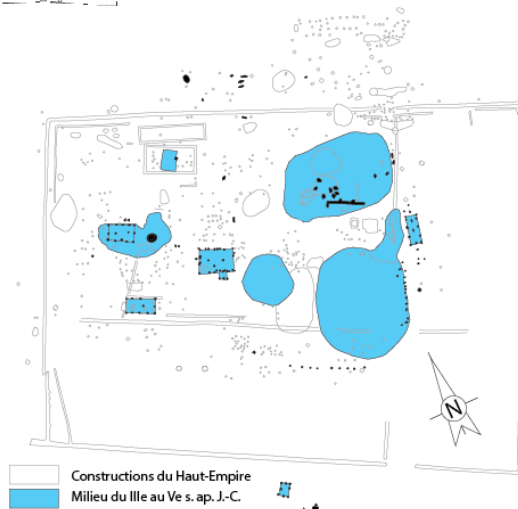 N
Constructions du Haut-Empire
Milieu du IIIe au Ve s. ap. J.-C.